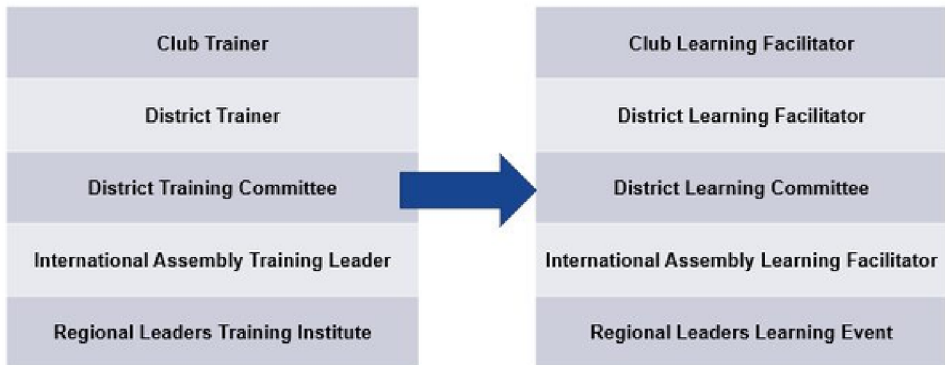 Club Trainer
District Trainer
District Training Committee
International Assembly Training Leader
Regional Leaders Training Institute
Club Learning Facilitator
District Learning Facilitator
District Learning Committee
International Assembly Learning Facilitator
Regional Leaders Learning Event